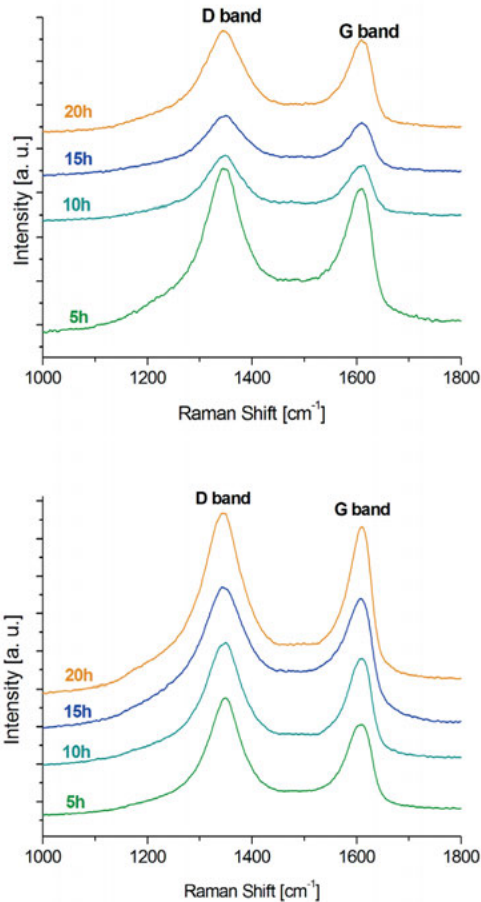 D band
G band
20h
15h
10h
5h
Intensity [a. u.]
1000 1200 1400 1600 1800
Raman Shift [cm⁻¹]
D band
G band
20h
15h
10h
5h
Intensity [a. u.]
1000 1200 1400 1600 1800
Raman Shift [cm⁻¹]